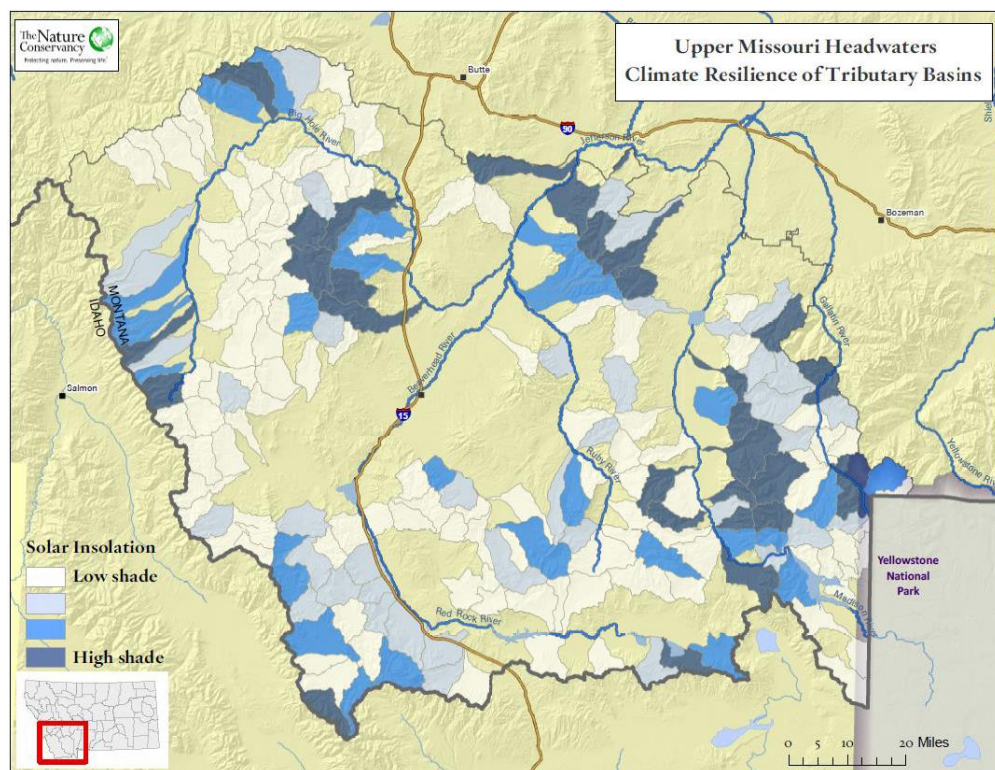 The Nature
Conservancy
Protecting nature. Preserving life.
Upper Missouri Headwaters
Climate Resilience of Tributary Basins
Butte
Big Hole River
90
Jefferson River
Bozeman
MONTANA
IDAHO
Gallatin River
Salmon
Beaverhead River
15
Ruby River
Yellowstone
Solar Insolation
Low shade
High shade
Yellowstone
National
Park
Madison
Red Rock River
0 5 10 20 Miles